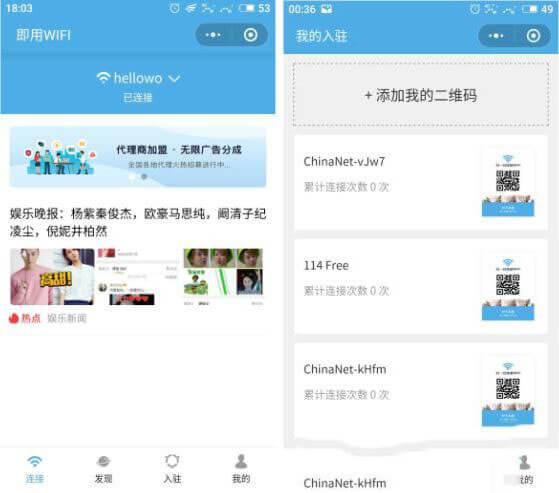 18:03
53
即用WIFI
hellowo
已连接
代理商加盟 · 无限广告分成
全国各地代理火热招募进行中...
娱乐晚报：杨紫秦俊杰，欧豪马思纯，阚清子纪
凌尘，倪妮井柏然
高甜！
热点 娱乐新闻
连接
发现
入驻
我的
00:36
49
我的入驻
+ 添加我的二维码
ChinaNet-vJw7
累计连接次数 0 次
114 Free
累计连接次数 0 次
ChinaNet-kHfm
累计连接次数 0 次
ChinaNet-kHfm
我的